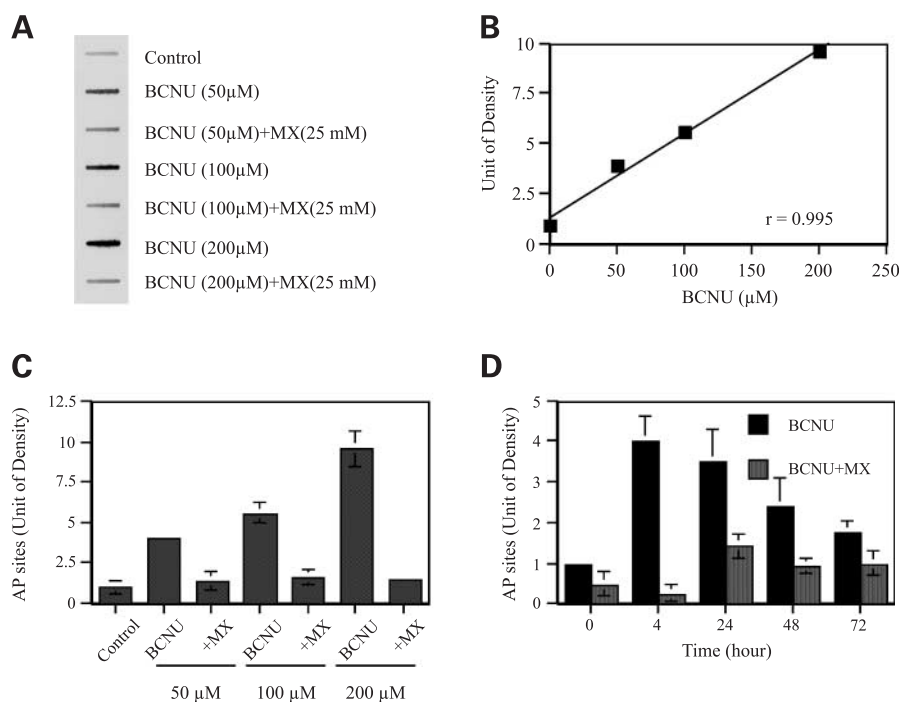 A
Control
BCNU (50µM)
BCNU (50µM)+MX(25 mM)
BCNU (100µM)
BCNU (100µM)+MX(25 mM)
BCNU (200µM)
BCNU (200µM)+MX(25 mM)
B
Unit of Density
10
7.5
5
2.5
0
r = 0.995
0 50 100 150 200 250
BCNU (µM)
C
AP sites (Unit of Density)
12.5
10
7.5
5
2.5
0
Control BCNU +MX BCNU +MX BCNU +MX
50 µM 100 µM 200 µM
D
AP sites (Unit of Density)
5
4
3
2
1
0
BCNU
BCNU+MX
0 4 24 48 72
Time (hour)